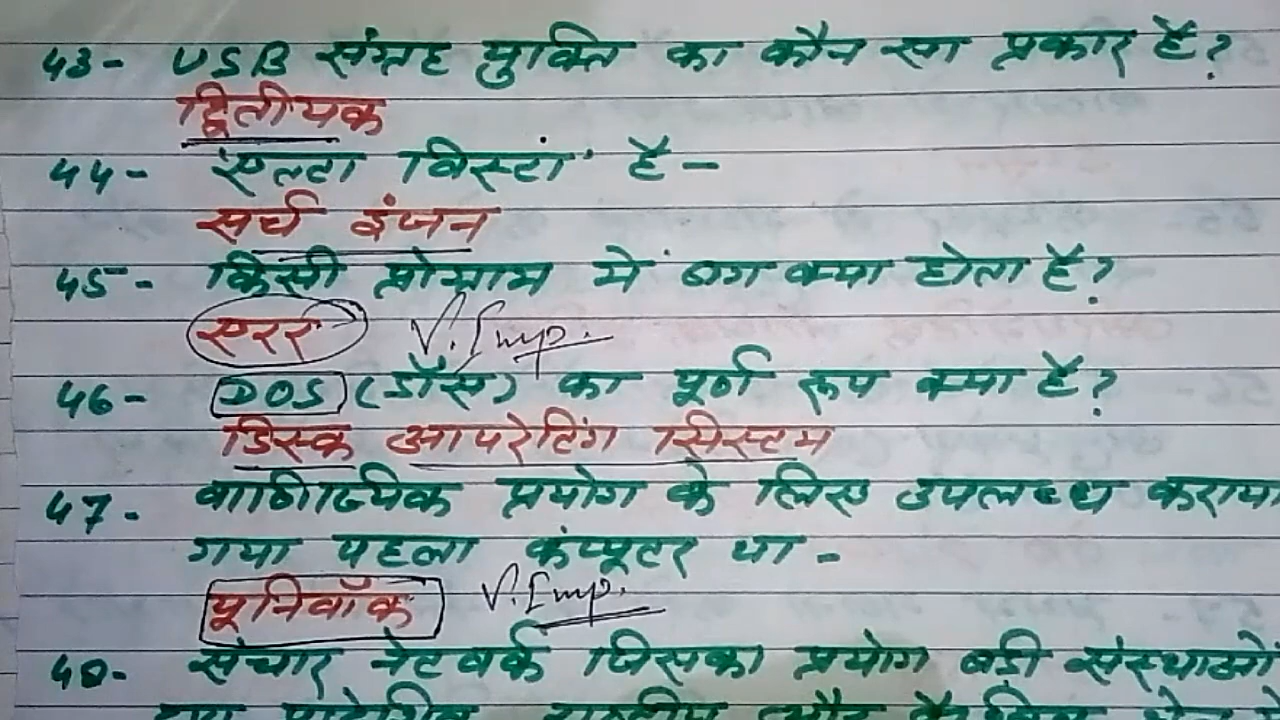 43- USB संग्रह युक्ति का कौन सा प्रकार है?
द्वितीयक
44- 'एल्टा विस्टा' है -
सर्च इंजन
45- किसी प्रोग्राम में बग क्या होता है?
एरर V. Imp.
46- DOS (डॉस) का पूर्ण रूप क्या है?
डिस्क आपरेटिंग सिस्टम
47- वाणिज्यिक प्रयोग के लिए उपलब्ध कराया
गया पहला कंप्यूटर था -
यूनिवॉक V. Imp.
48- संचार नेटवर्क जिसका प्रयोग बड़ी संस्थाओं